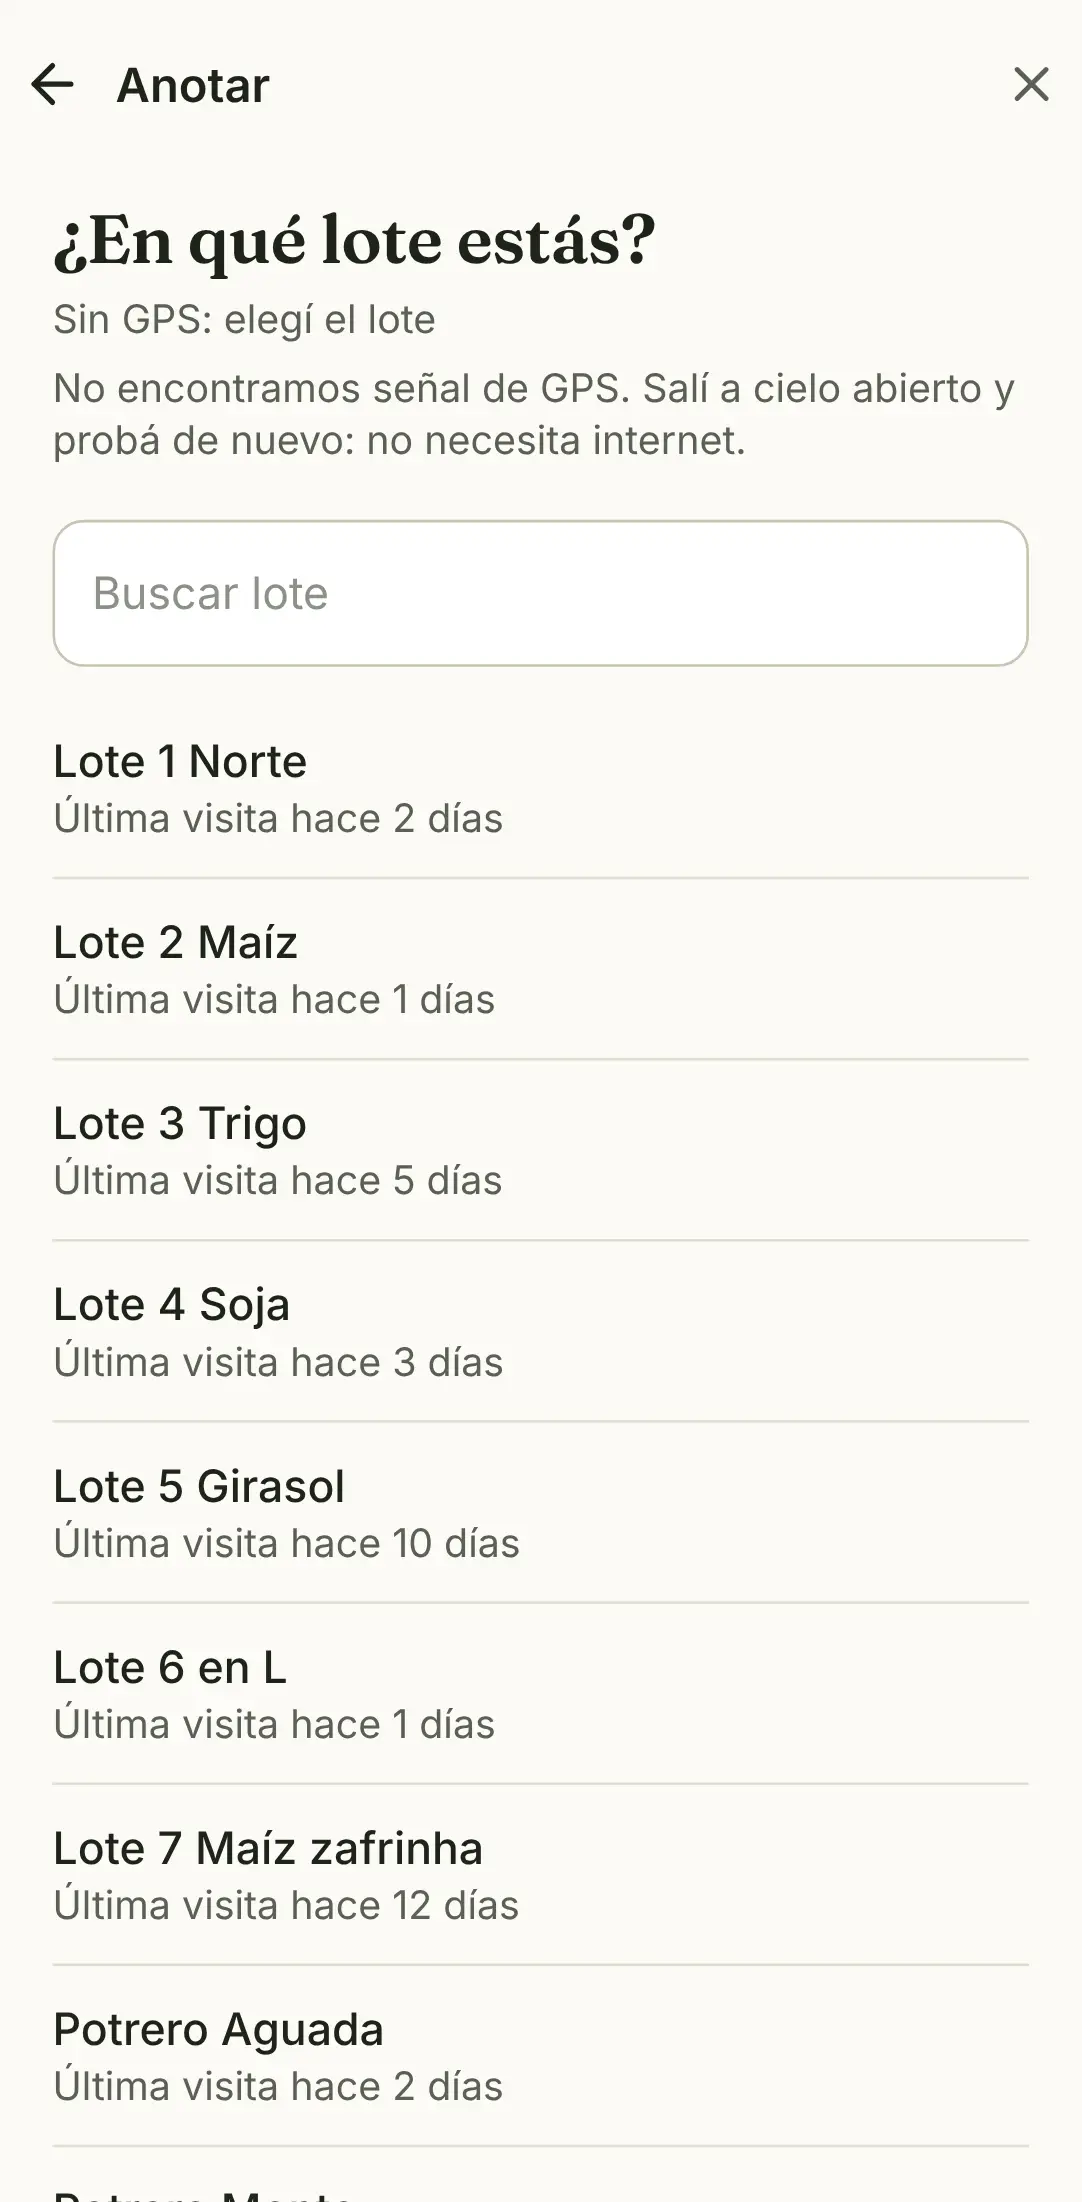 Anotar
¿En qué lote estás?
Sin GPS: elegí el lote
No encontramos señal de GPS. Salí a cielo abierto y
probá de nuevo: no necesita internet.
Buscar lote
Lote 1 Norte
Última visita hace 2 días
Lote 2 Maíz
Última visita hace 1 días
Lote 3 Trigo
Última visita hace 5 días
Lote 4 Soja
Última visita hace 3 días
Lote 5 Girasol
Última visita hace 10 días
Lote 6 en L
Última visita hace 1 días
Lote 7 Maíz zafrinha
Última visita hace 12 días
Potrero Aguada
Última visita hace 2 días